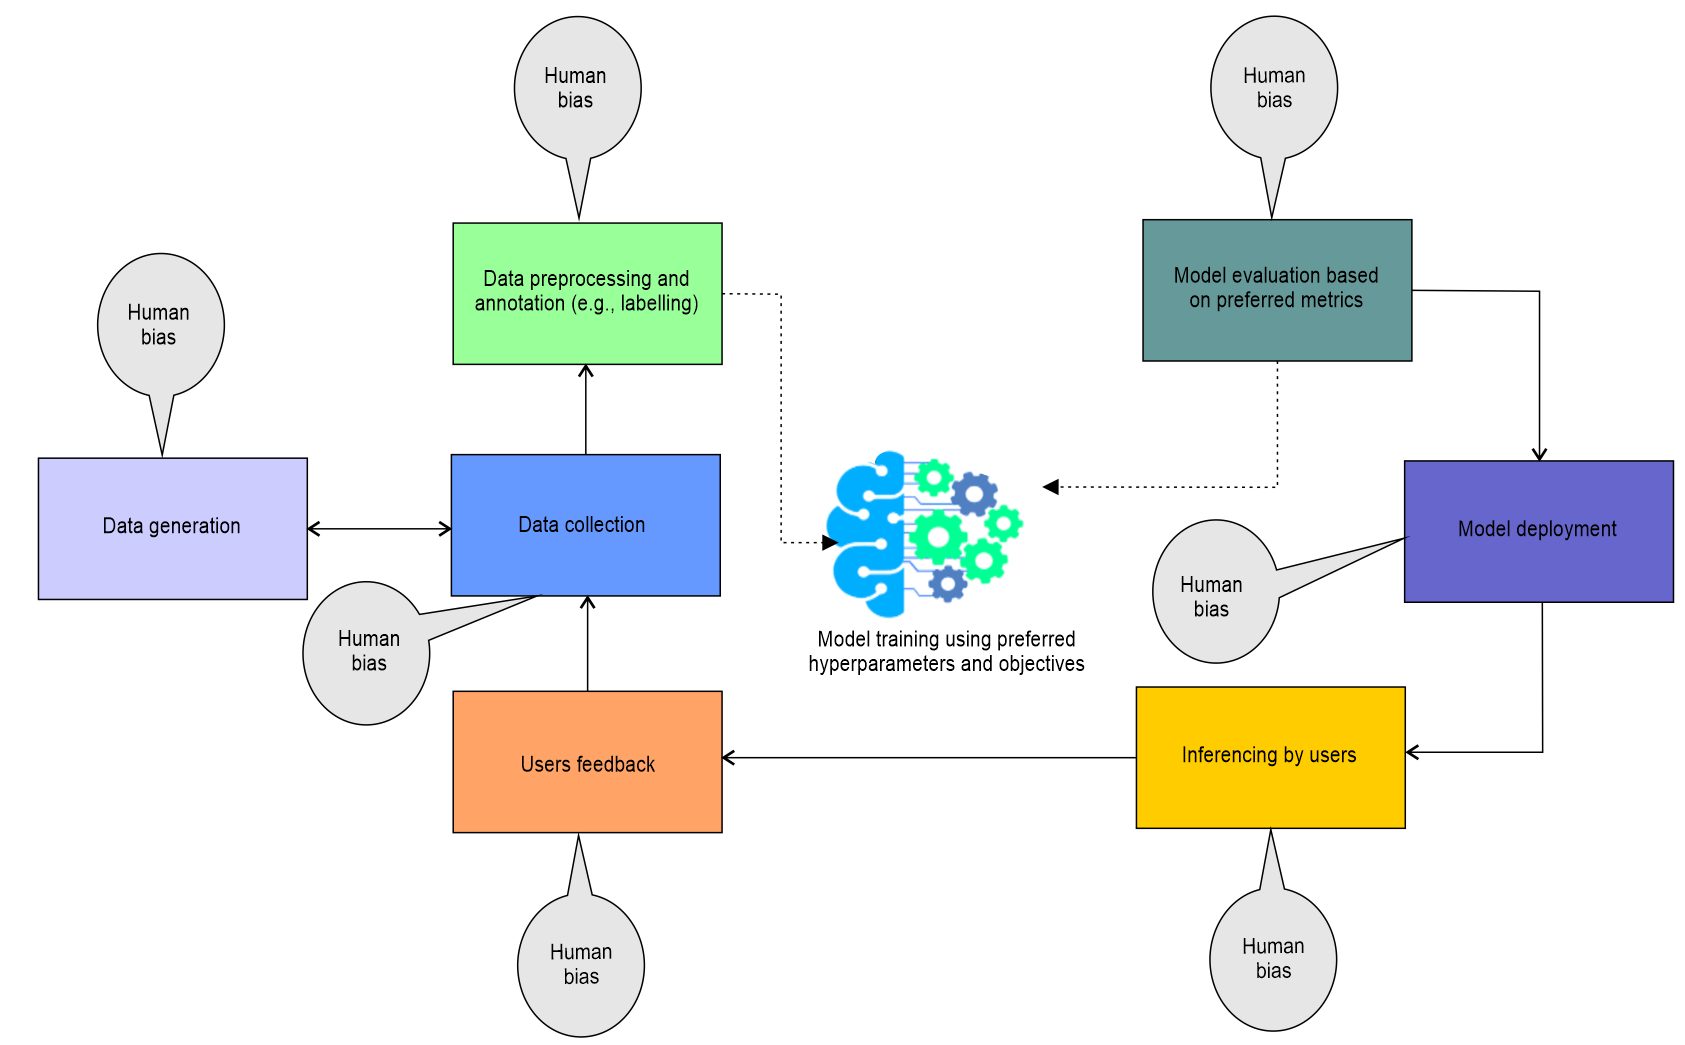 Human
bias
Human
bias
Data preprocessing and
annotation (e.g., labelling)
Model evaluation based
on preferred metrics
Human
bias
Data generation
Data collection
Model deployment
Human
bias
Human
bias
Model training using preferred
hyperparameters and objectives
Users feedback
Inferencing by users
Human
bias
Human
bias